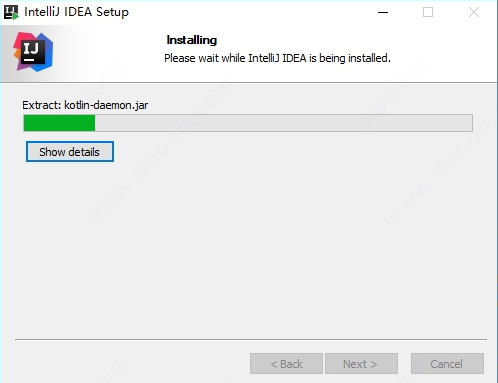 IntelliJ IDEA Setup
IJ
Installing
Please wait while IntelliJ IDEA is being installed.
Extract: kotlin-daemon.jar
Show details
< Back
Next >
Cancel